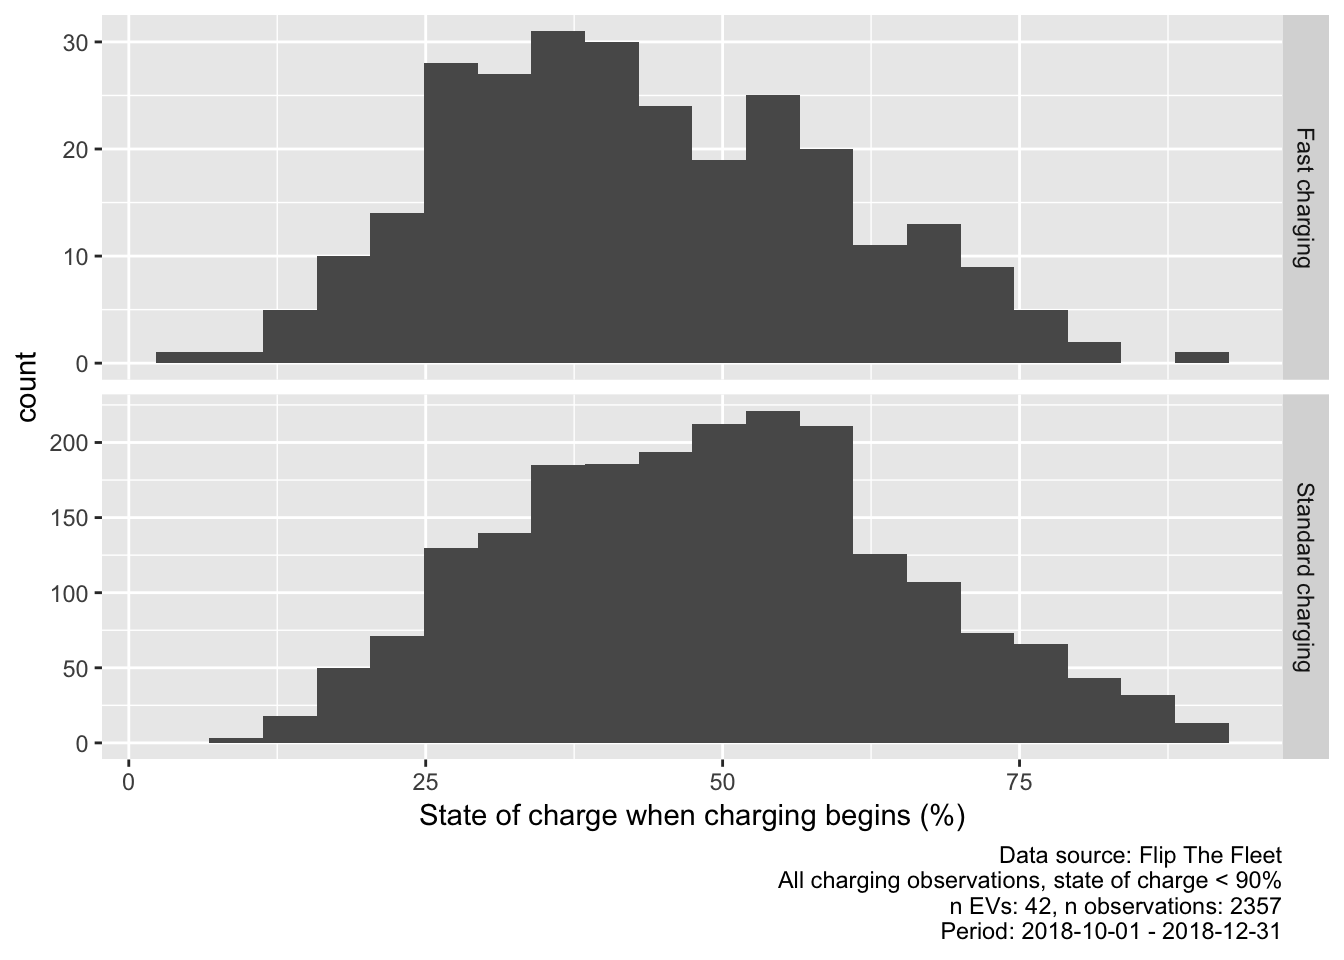 30
20
10
0
Fast charging
count
200
150
100
50
0
Standard charging
0 25 50 75
State of charge when charging begins (%)
Data source: Flip The Fleet
All charging observations, state of charge < 90%
n EVs: 42, n observations: 2357
Period: 2018-10-01 - 2018-12-31